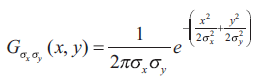 G_{σ_x σ_y}(x, y) = \frac{1}{2πσ_x σ_y} e^{-\left(\frac{x^2}{2σ_x^2} + \frac{y^2}{2σ_y^2}\right)}